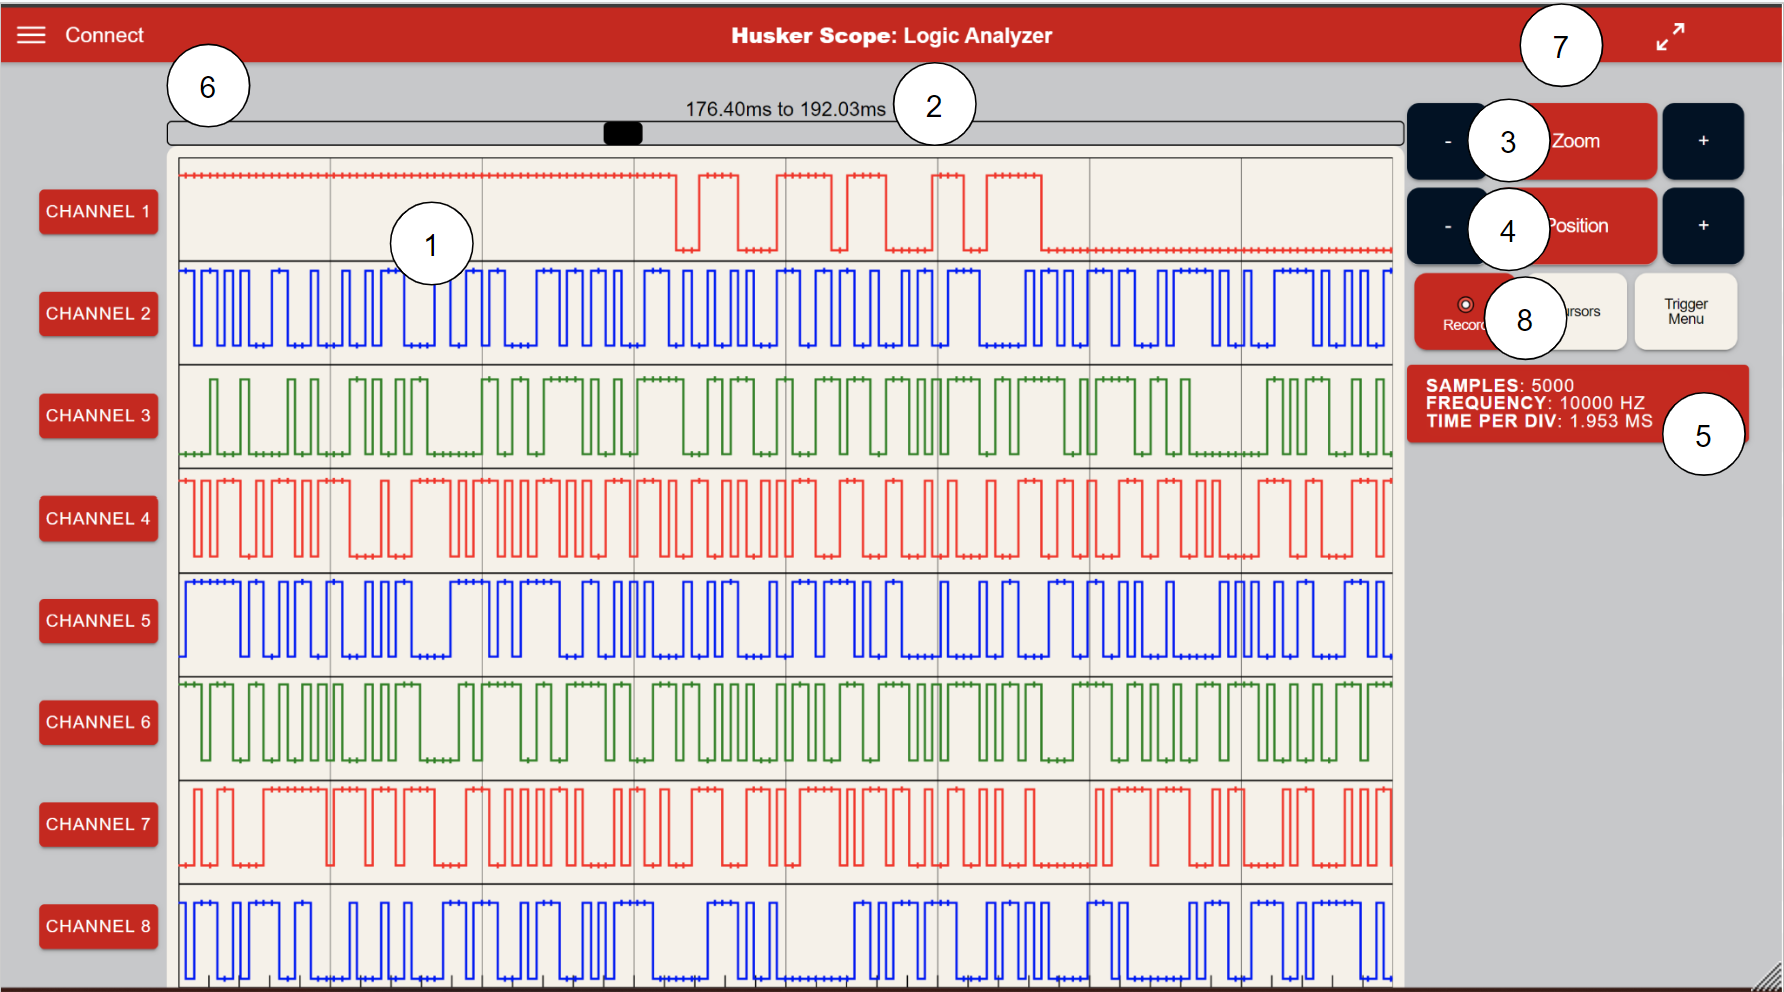 Connect
Husker Scope: Logic Analyzer
7
6
176.40ms to 192.03ms
2
-
3
Zoom
+
-
4
Position
+
Record
8
Trigger
Menu
SAMPLES: 5000
FREQUENCY: 10000 HZ
TIME PER DIV: 1.953 MS
5
1
CHANNEL 1
CHANNEL 2
CHANNEL 3
CHANNEL 4
CHANNEL 5
CHANNEL 6
CHANNEL 7
CHANNEL 8